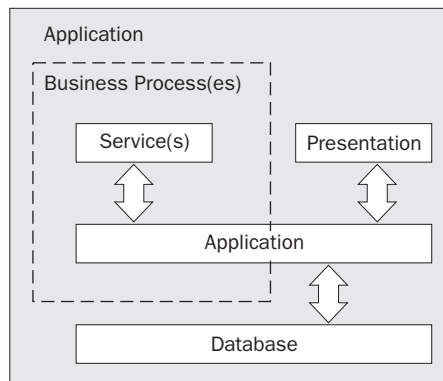 Application
Business Process(es)
Service(s)
Presentation
Application
Database